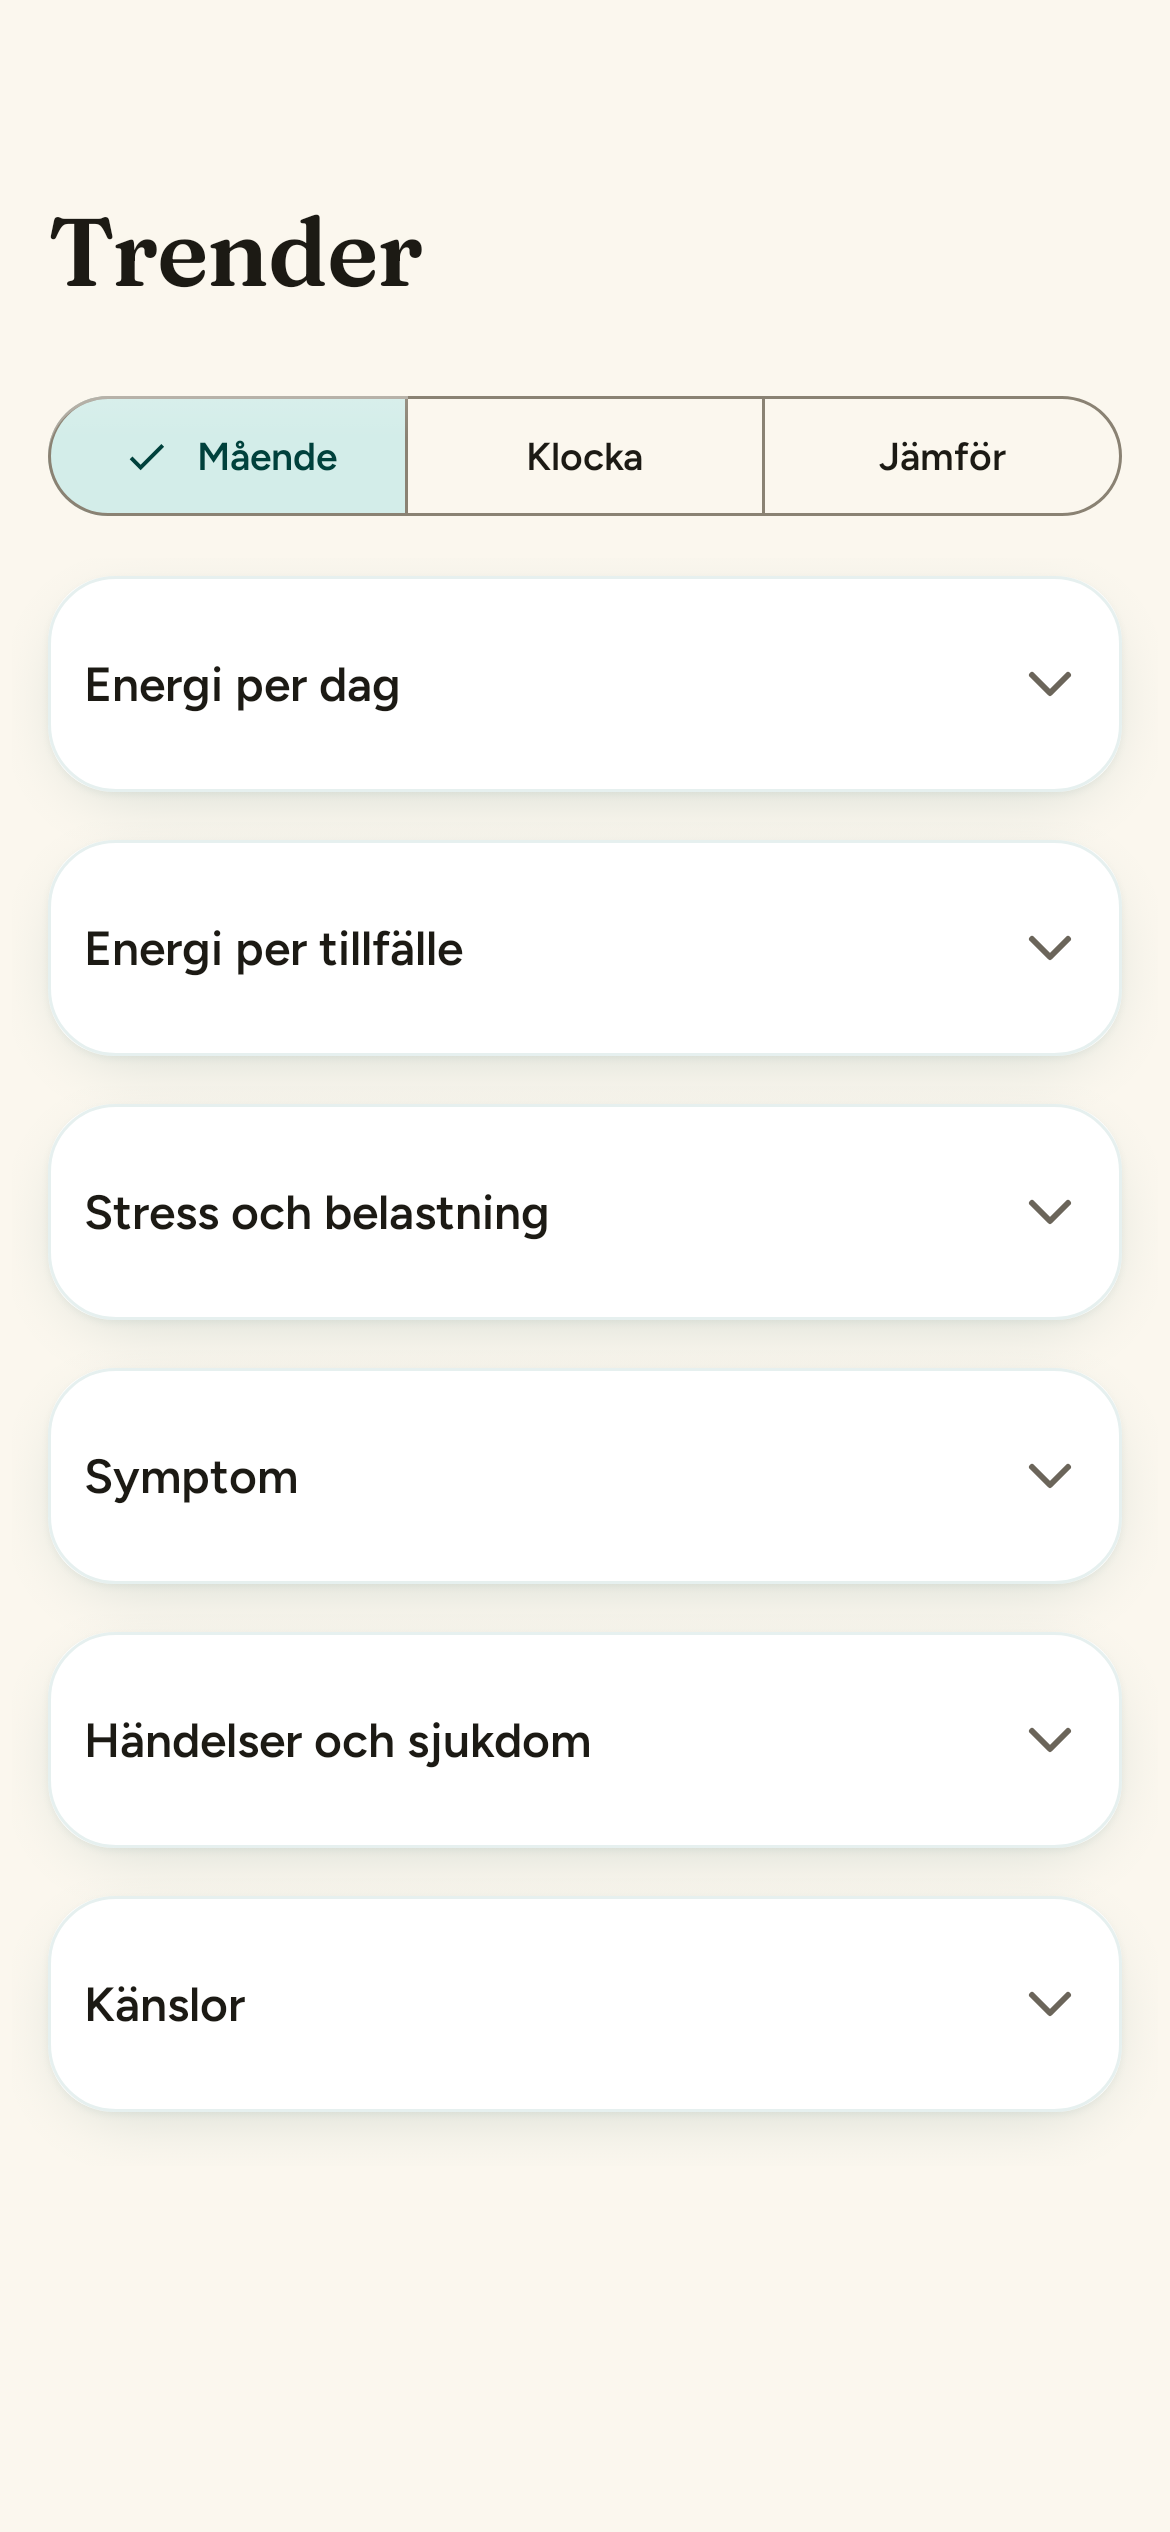 Trender
Mående
Klocka
Jämför
Energi per dag
Energi per tillfälle
Stress och belastning
Symptom
Händelser och sjukdom
Känslor